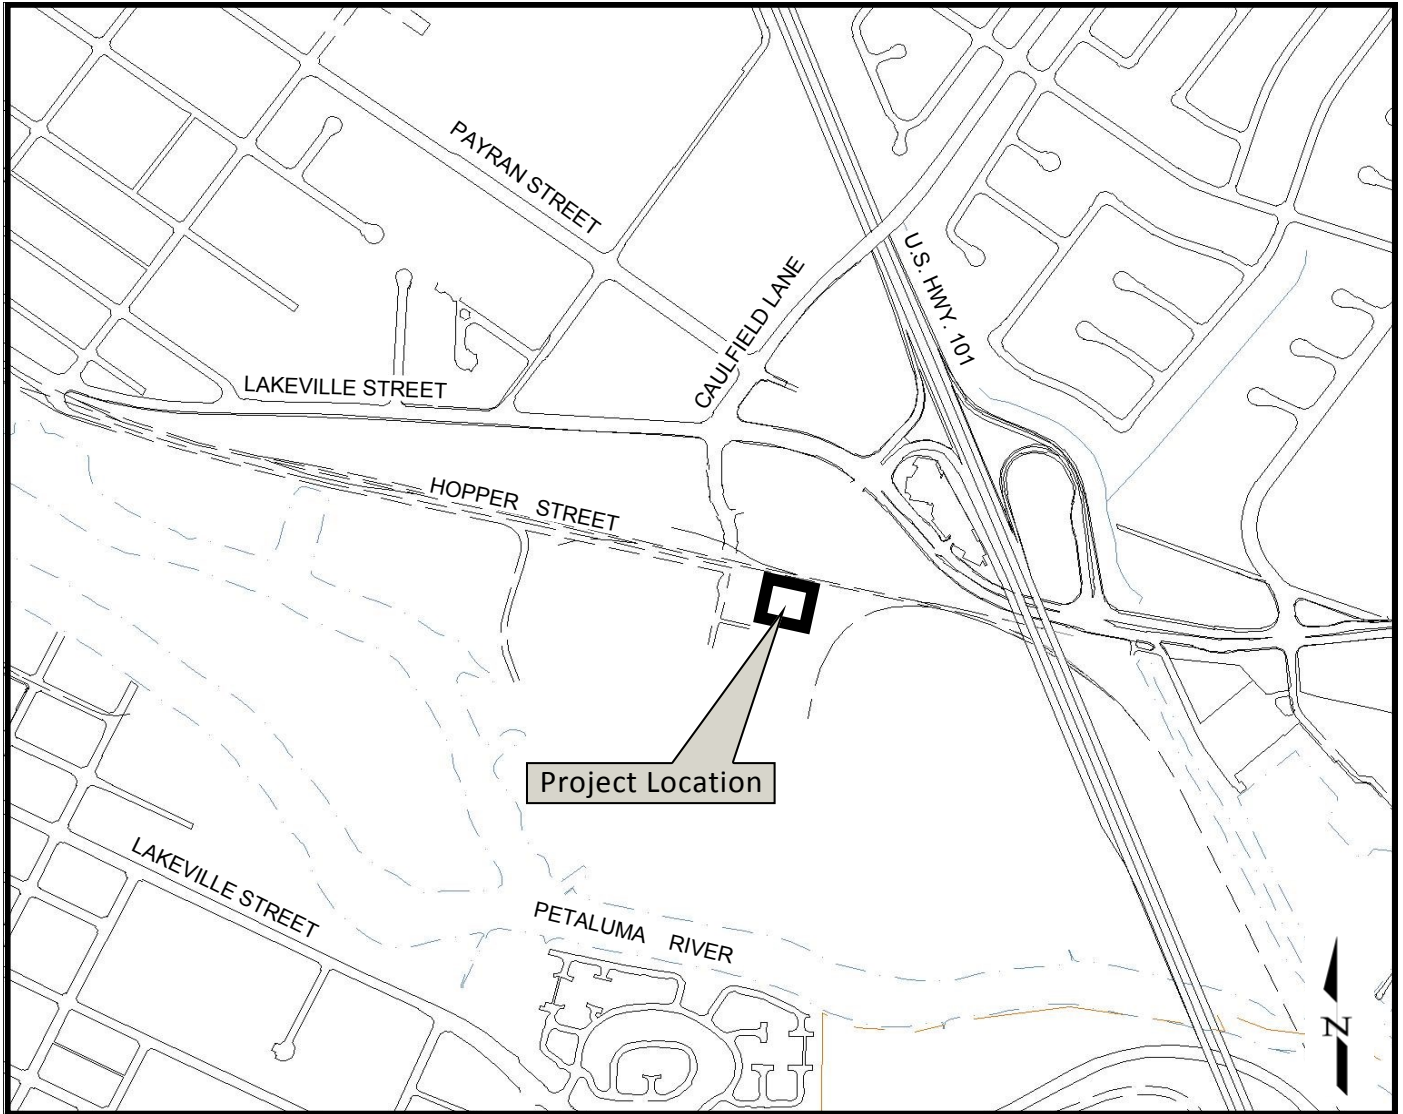 PAYRAN STREET
CAULFIELD LANE
U.S. HWY. 101
LAKEVILLE STREET
HOPPER STREET
Project Location
LAKEVILLE STREET
PETALUMA RIVER
N